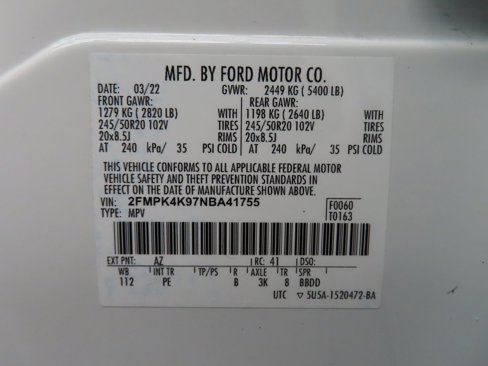 MFD. BY FORD MOTOR CO.
DATE: 03/22 GVWR: 2449 KG ( 5400 LB)
FRONT GAWR: REAR GAWR:
1279 KG ( 2820 LB) WITH 1198 KG ( 2640 LB) WITH
245/50R20 102V TIRES 245/50R20 102V TIRES
20x8.5J RIMS 20x8.5J RIMS
AT 240 kPa/ 35 PSI COLD AT 240 kPa/ 35 PSI COLD
THIS VEHICLE CONFORMS TO ALL APPLICABLE FEDERAL MOTOR
VEHICLE SAFETY AND THEFT PREVENTION STANDARDS IN
EFFECT ON THE DATE OF MANUFACTURE SHOWN ABOVE.
VIN: 2FMPK4K97NBA41755 F0060
TYPE: MPV T0163
EXT PNT: AZ RC: 41 DSO:
WB INT TR TP/PS R AXLE TR SPR
112 PE B 3K 8 BBDD
UTC ▽ 5U5A-1520472-BA